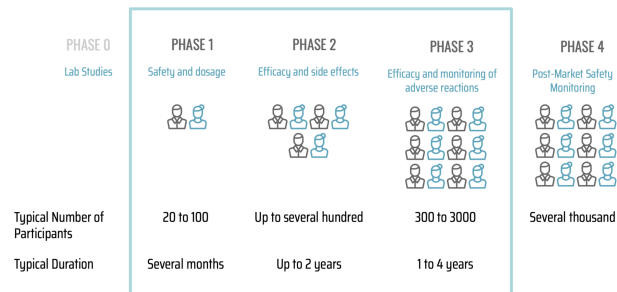 PHASE 0
PHASE 1
PHASE 2
PHASE 3
PHASE 4
Lab Studies
Safety and dosage
Efficacy and side effects
Efficacy and monitoring of
adverse reactions
Post-Market Safety
Monitoring
Typical Number of
Participants
20 to 100
Up to several hundred
300 to 3000
Several thousand
Typical Duration
Several months
Up to 2 years
1 to 4 years